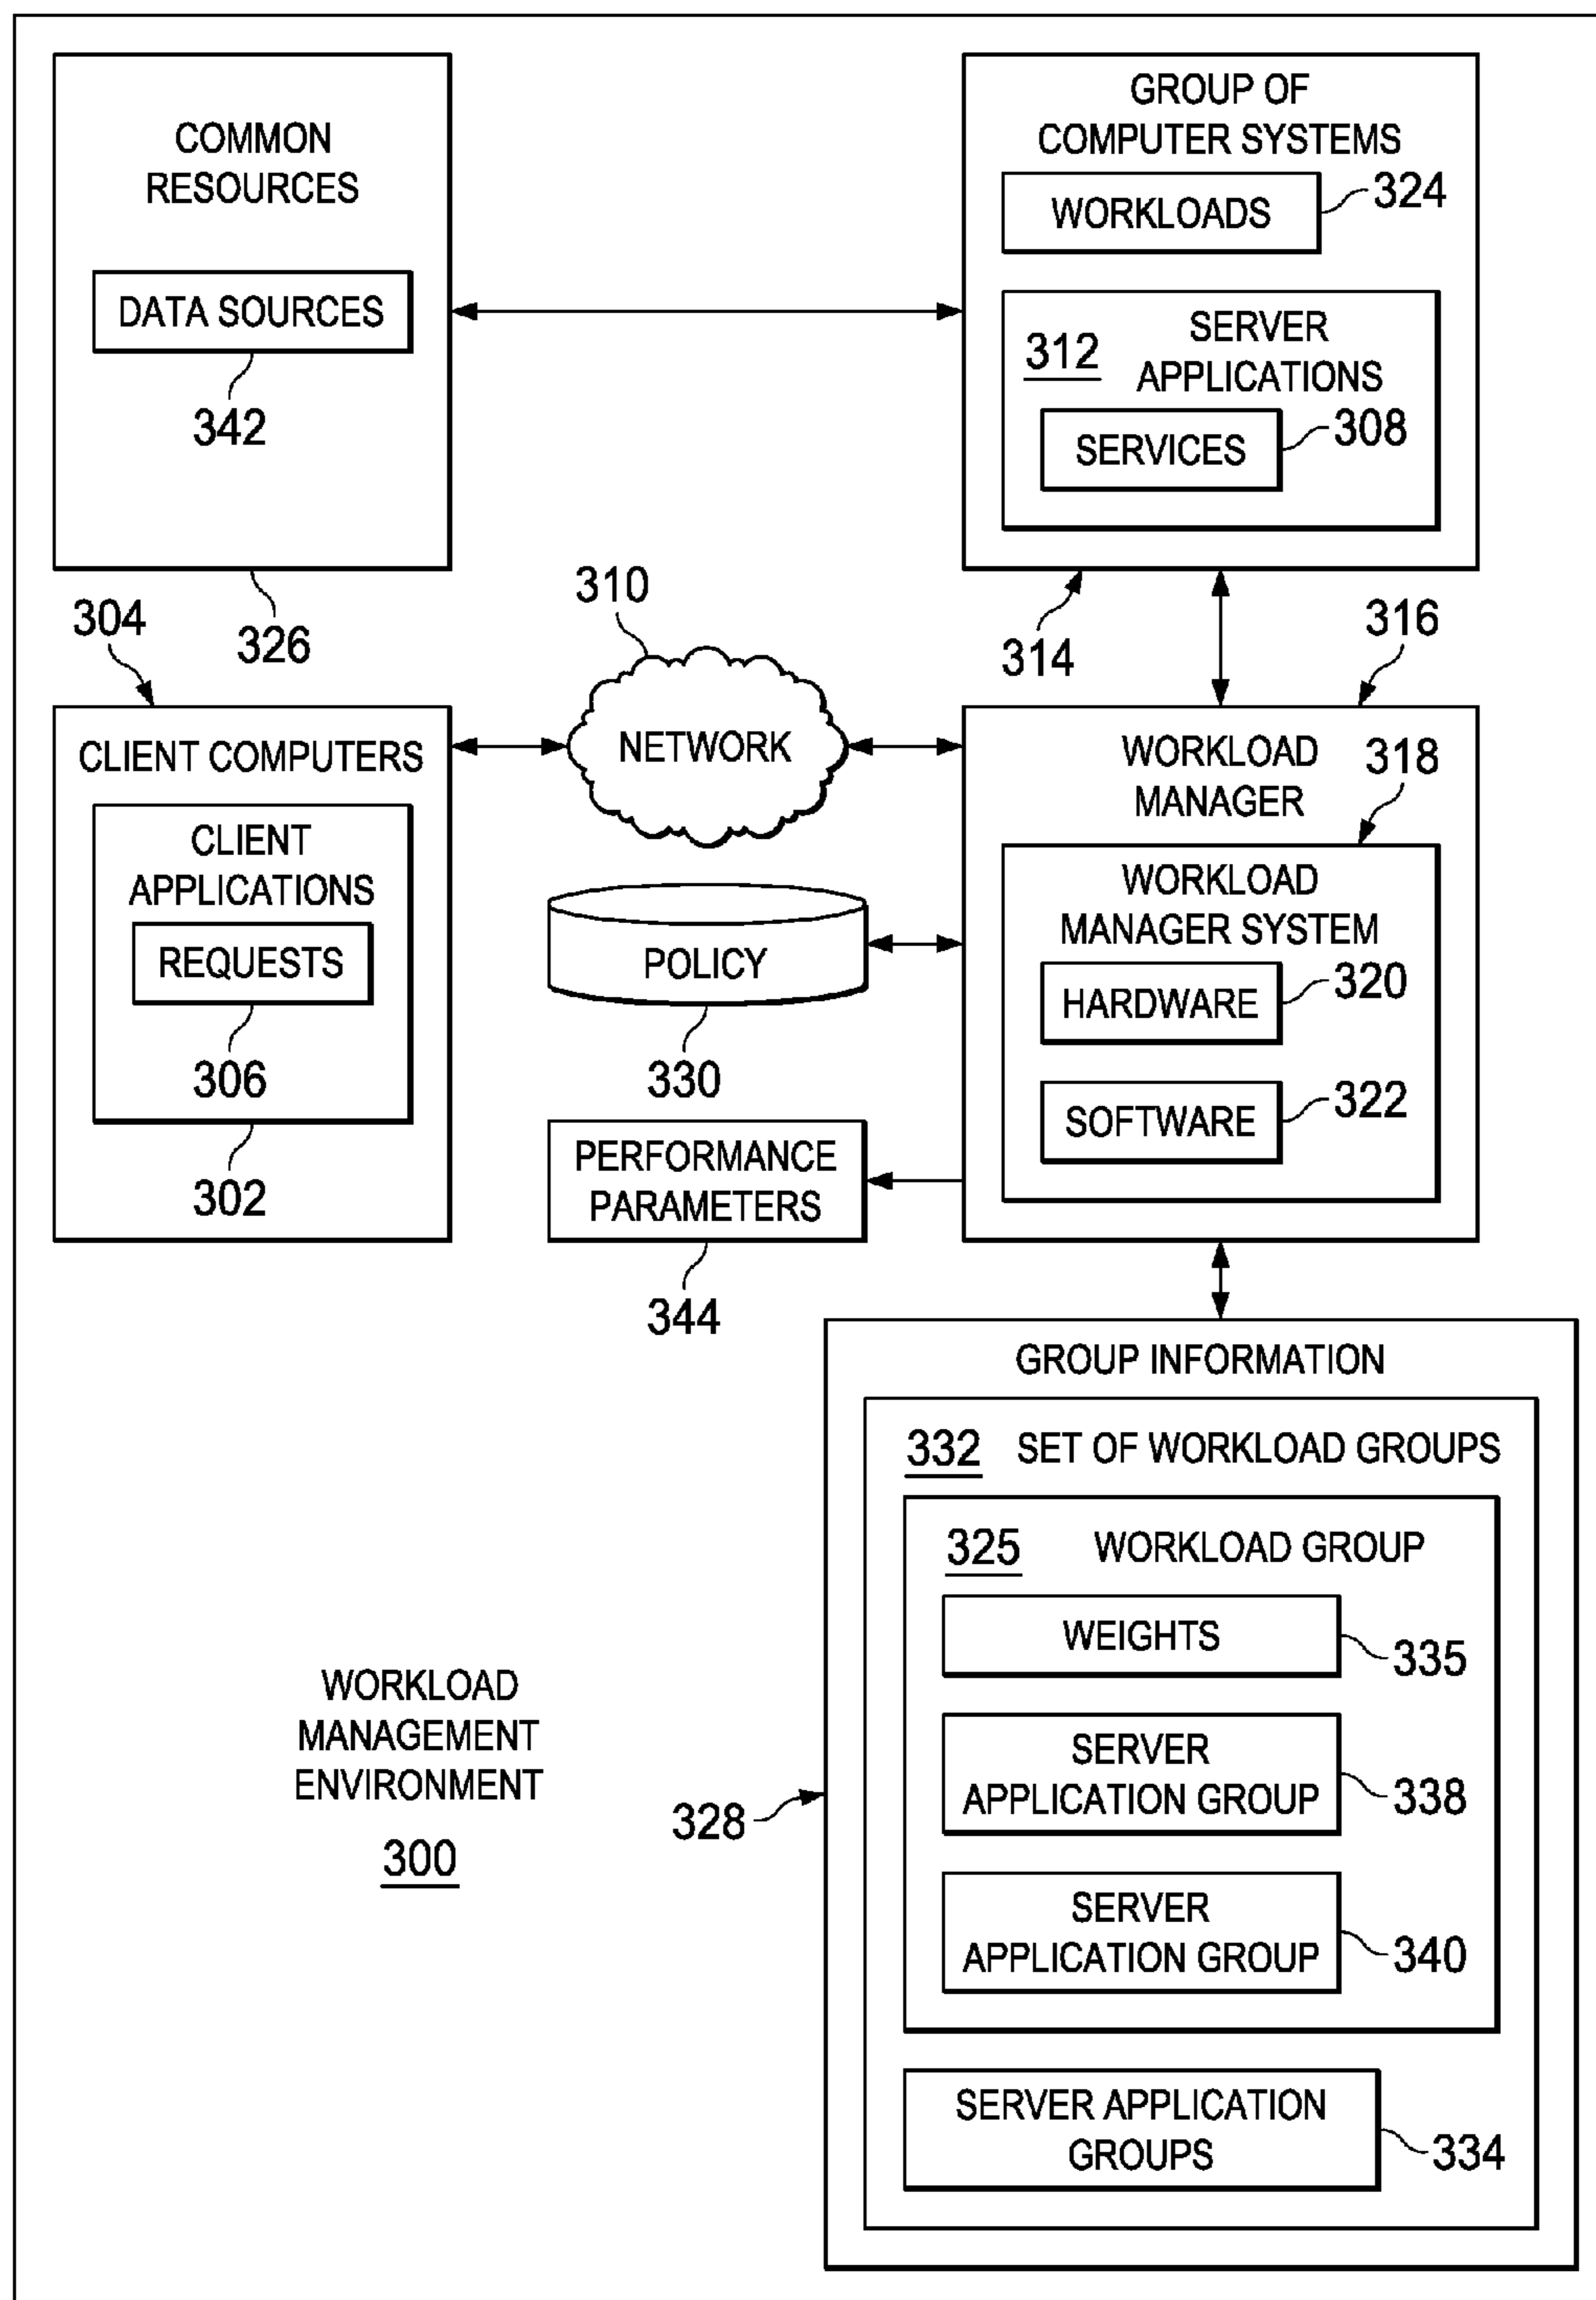 COMMON
RESOURCES
DATA SOURCES
342
326
GROUP OF
COMPUTER SYSTEMS
WORKLOADS
324
312
SERVER
APPLICATIONS
SERVICES
308
314
304
CLIENT COMPUTERS
CLIENT
APPLICATIONS
REQUESTS
306
302
310
NETWORK
POLICY
330
PERFORMANCE
PARAMETERS
344
316
WORKLOAD
MANAGER
318
WORKLOAD
MANAGER SYSTEM
HARDWARE
320
SOFTWARE
322
GROUP INFORMATION
332 SET OF WORKLOAD GROUPS
325 WORKLOAD GROUP
WEIGHTS
335
SERVER
APPLICATION GROUP
338
SERVER
APPLICATION GROUP
340
SERVER APPLICATION
GROUPS
334
328
WORKLOAD
MANAGEMENT
ENVIRONMENT
300